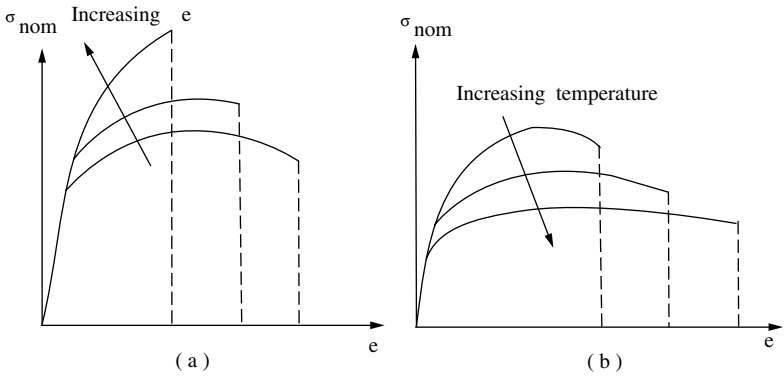 σ nom
Increasing e
e
( a )
σ nom
Increasing temperature
e
( b )